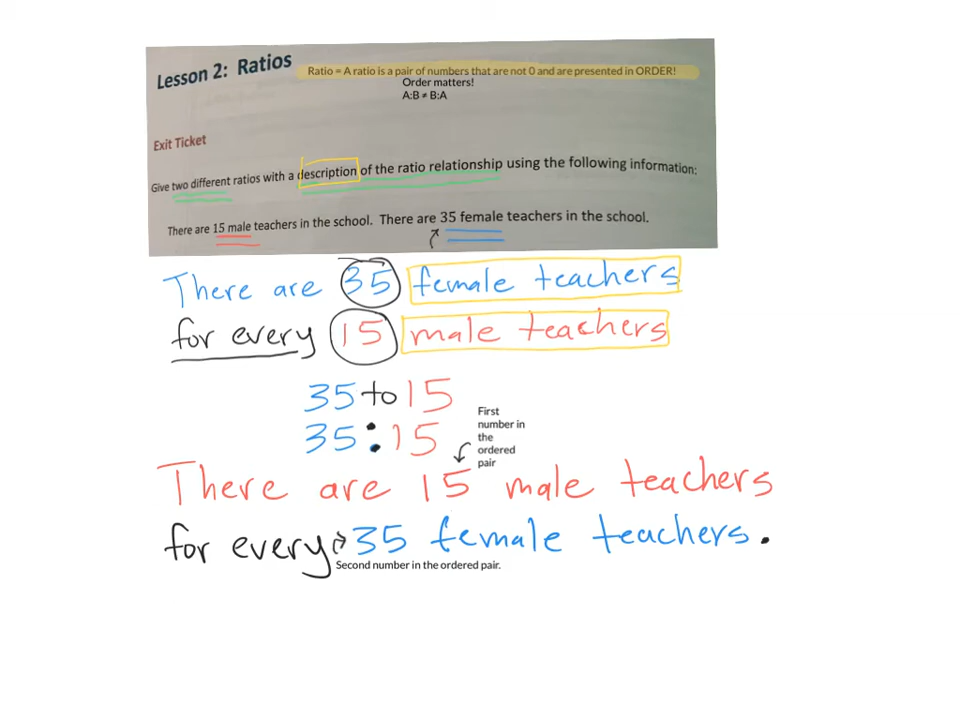 Lesson 2: Ratios
Ratio = A ratio is a pair of numbers that are not 0 and are presented in ORDER!
Order matters!
A:B ≠ B:A
Exit Ticket
Give two different ratios with a description of the ratio relationship using the following information:
There are 15 male teachers in the school. There are 35 female teachers in the school.
There are 35 female teachers
for every 15 male teachers
35 to 15
35:15
First
number in
the
ordered
pair
There are 15 male teachers
for every 35 female teachers.
Second number in the ordered pair.